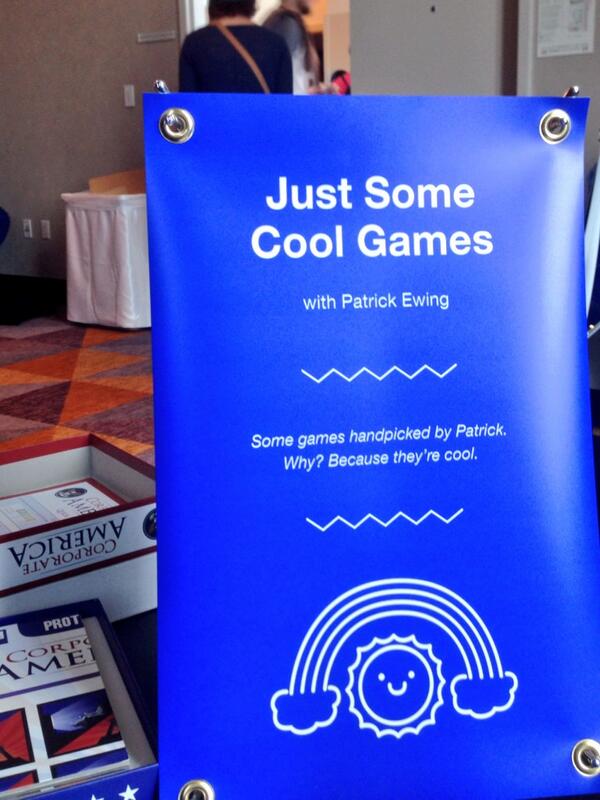 Just Some
Cool Games
with Patrick Ewing
Some games handpicked by Patrick.
Why? Because they're cool.
CORPORATE
AMERICA
PROT
CORPO
AMEI